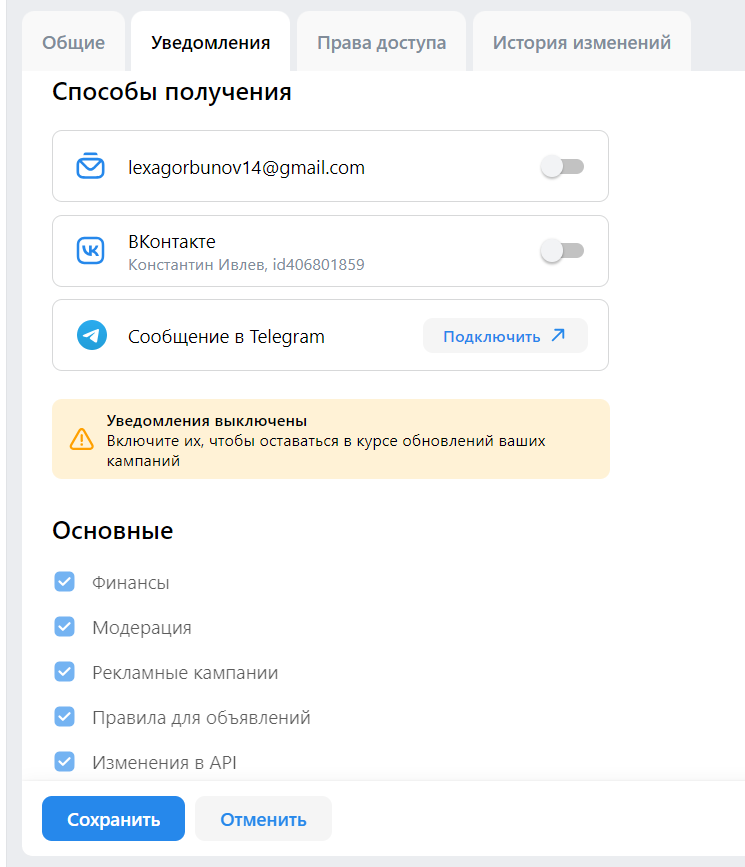 Общие Уведомления Права доступа История изменений
Способы получения
lexagorbunov14@gmail.com
ВКонтакте
Константин Ивлев, id406801859
Сообщение в Telegram Подключить
Уведомления выключены
Включите их, чтобы оставаться в курсе обновлений ваших
кампаний
Основные
Финансы
Модерация
Рекламные кампании
Правила для объявлений
Изменения в API
Сохранить Отменить